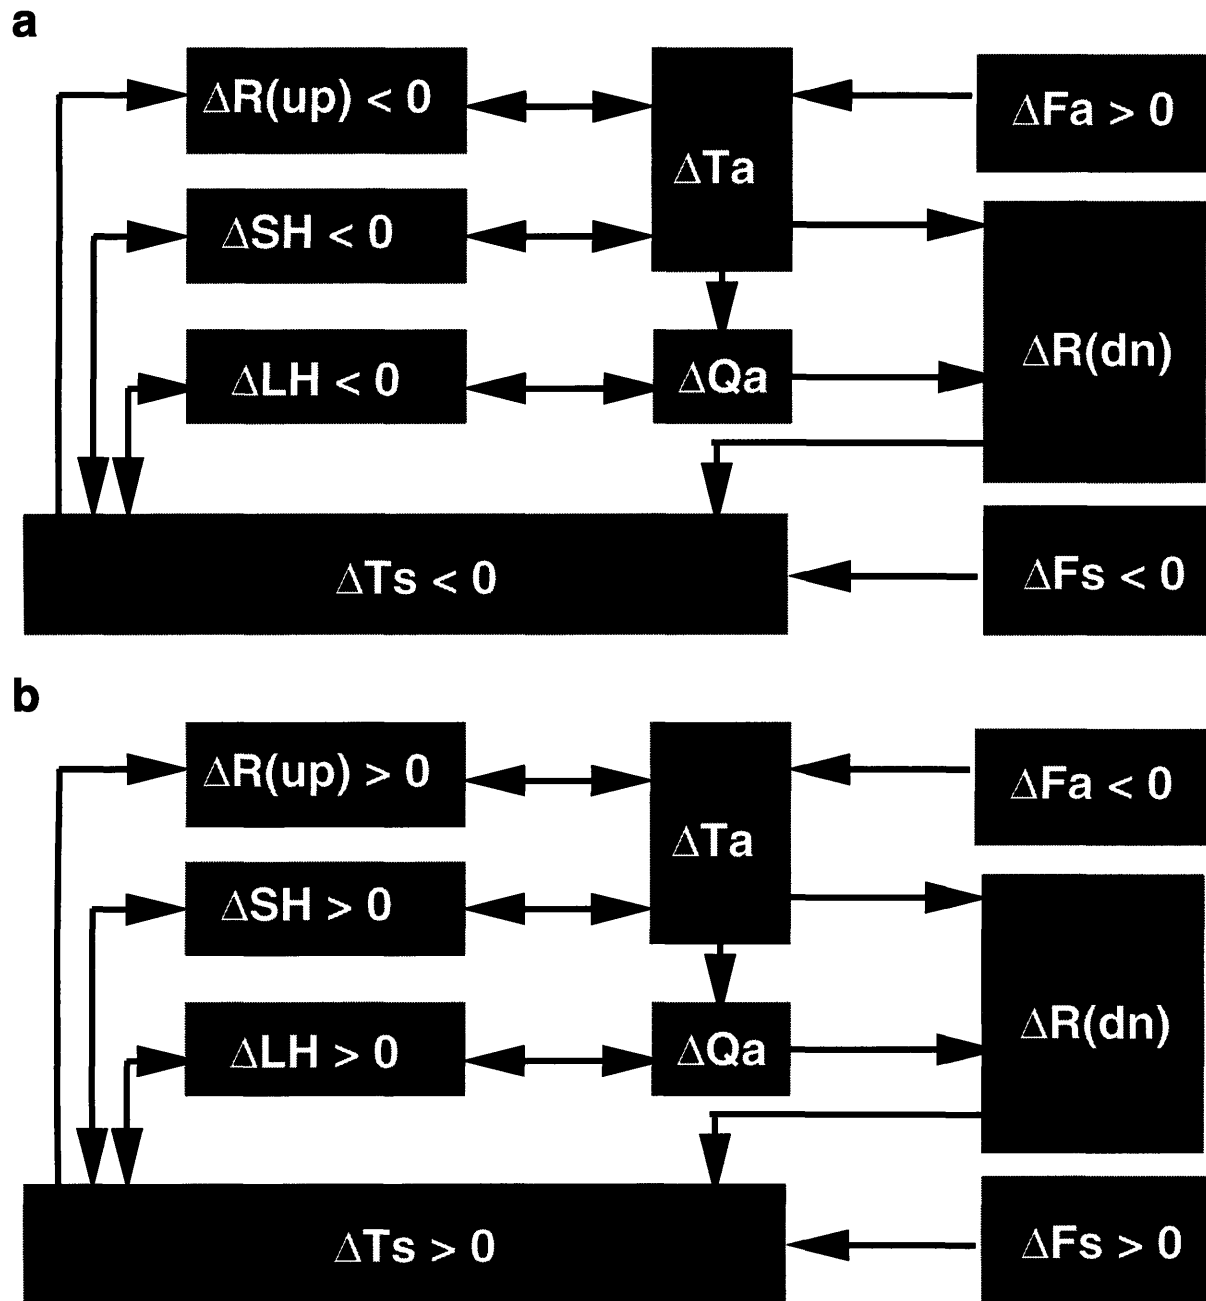 a
ΔR(up) < 0
ΔFa > 0
ΔTa
ΔSH < 0
ΔR(dn)
ΔLH < 0
ΔQa
ΔTs < 0
ΔFs < 0
b
ΔR(up) > 0
ΔFa < 0
ΔTa
ΔSH > 0
ΔR(dn)
ΔLH > 0
ΔQa
ΔTs > 0
ΔFs > 0